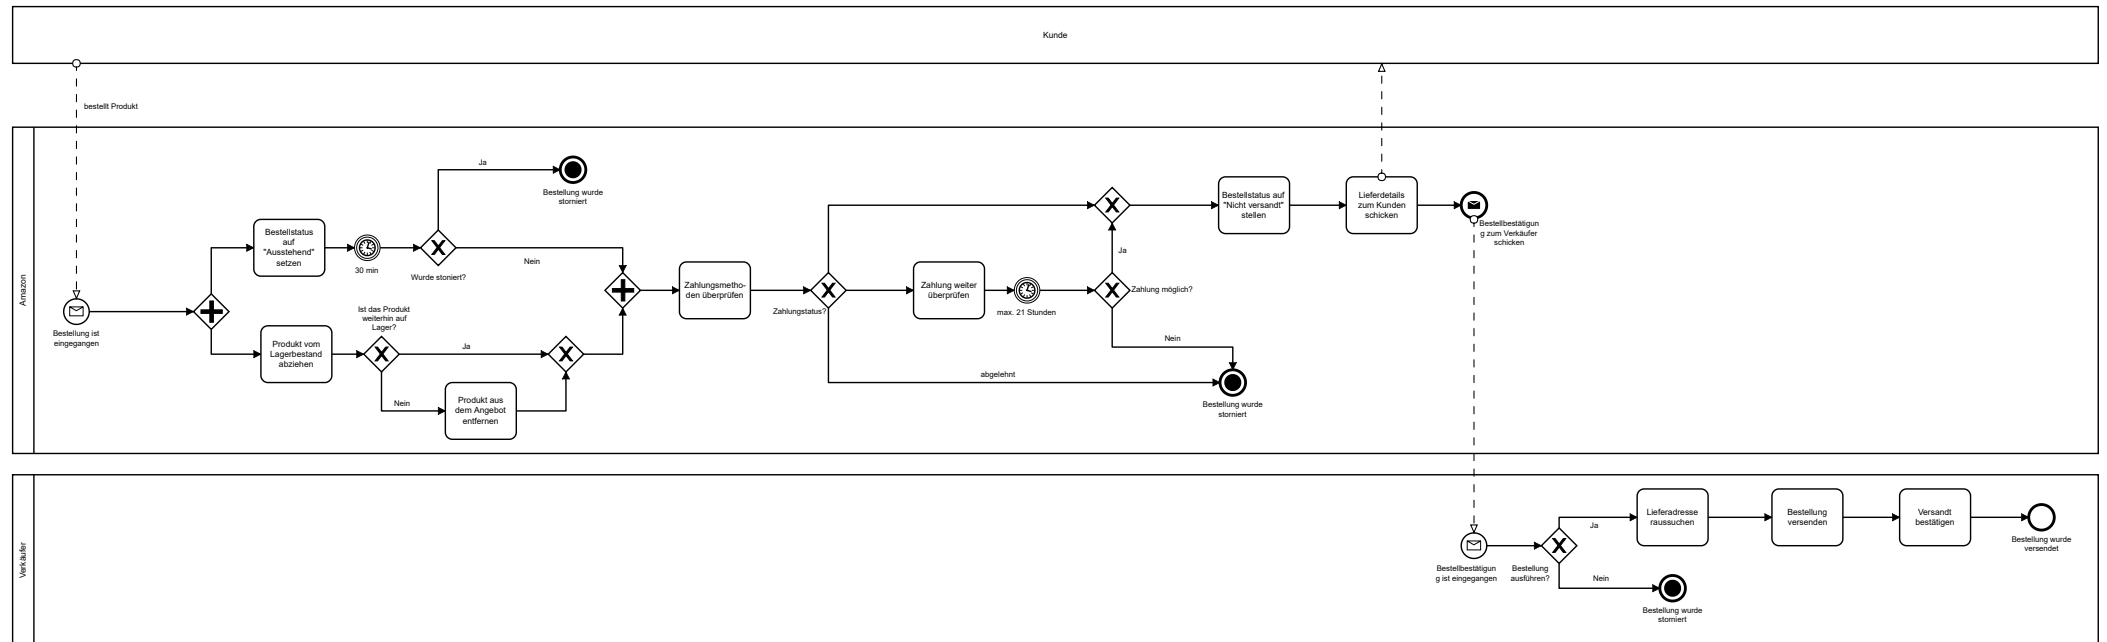 Kunde
bestellt Produkt
Amazon
Ja
Bestellung wurde
storniert
Bestellstatus
auf
"Ausstehend"
setzen
30 min
Wurde stoniert?
Nein
Bestellung ist
eingegangen
Ist das Produkt
weiterhin auf
Lager?
Produkt vom
Lagerbestand
abziehen
Ja
Nein
Produkt aus
dem Angebot
entfernen
Zahlungsmetho-
den überprüfen
Zahlungstatus?
Zahlung weiter
überprüfen
max. 21 Stunden
Ja
Zahlung möglich?
Nein
abgelehnt
Bestellung wurde
storniert
Bestellstatus auf
"Nicht versandt"
stellen
Lieferdetails
zum Kunden
schicken
Bestellbestätigun
g zum Verkäufer
schicken
Verkäufer
Bestellbestätigun
g ist eingegangen
Bestellung
ausführen?
Ja
Lieferadresse
raussuchen
Bestellung
versenden
Versandt
bestätigen
Bestellung wurde
versendet
Nein
Bestellung wurde
storniert